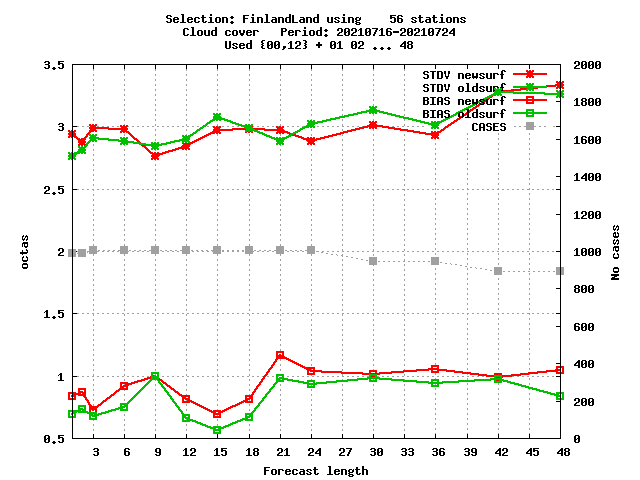 Selection: FinlandLand using 56 stations
Cloud cover Period: 20210716-20210724
Used {00,12} + 01 02 ... 48
STDV newsurf
STDV oldsurf
BIAS newsurf
BIAS oldsurf
CASES
octas
3.5
3
2.5
2
1.5
1
0.5
No cases
2000
1800
1600
1400
1200
1000
800
600
400
200
0
3 6 9 12 15 18 21 24 27 30 33 36 39 42 45 48
Forecast length